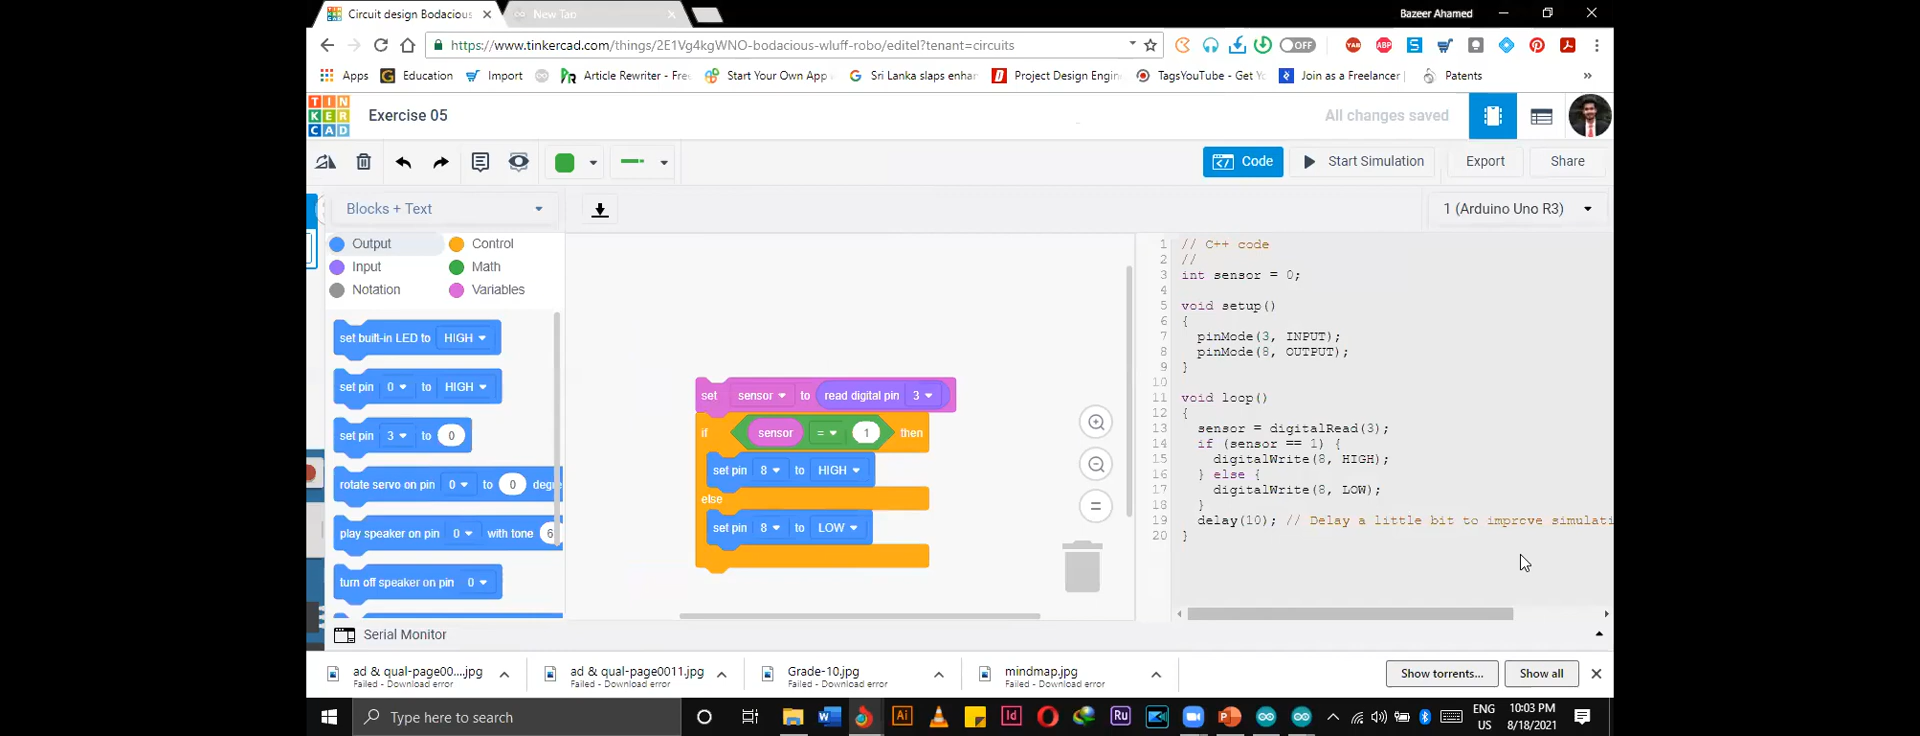 Circuit design Bodacious
New Tab
Bazeer Ahamed
https://www.tinkercad.com/things/2E1Vg4kgWNO-bodacious-wluff-robo/editel?tenant=circuits
OFF
YAB
ABP
S
Apps
Education
Import
Article Rewriter - Fre
Start Your Own App
Sri Lanka slaps enha
Project Design Engin
TagsYouTube - Get Yo
Join as a Freelancer
Patents
»
TIN
KER
CAD
Exercise 05
All changes saved
Code
Start Simulation
Export
Share
Blocks + Text
1 (Arduino Uno R3)
Output
Control
Input
Math
Notation
Variables
set built-in LED to HIGH
set pin 0 to HIGH
set pin 3 to 0
rotate servo on pin 0 to 0 degre
play speaker on pin 0 with tone 6
turn off speaker on pin 0
set sensor to read digital pin 3
if sensor = 1 then
set pin 8 to HIGH
else
set pin 8 to LOW
1 // C++ code
2 //
3 int sensor = 0;
4
5 void setup()
6 {
7 pinMode(3, INPUT);
8 pinMode(8, OUTPUT);
9 }
10
11 void loop()
12 {
13 sensor = digitalRead(3);
14 if (sensor == 1) {
15 digitalWrite(8, HIGH);
16 } else {
17 digitalWrite(8, LOW);
18 }
19 delay(10); // Delay a little bit to improve simulati
20 }
Serial Monitor
ad & qual-page00....jpg
Failed - Download error
ad & qual-page0011.jpg
Failed - Download error
Grade-10.jpg
Failed - Download error
mindmap.jpg
Failed - Download error
Show torrents...
Show all
Type here to search
Ai
Id
Ru
ENG
US
10:03 PM
8/18/2021